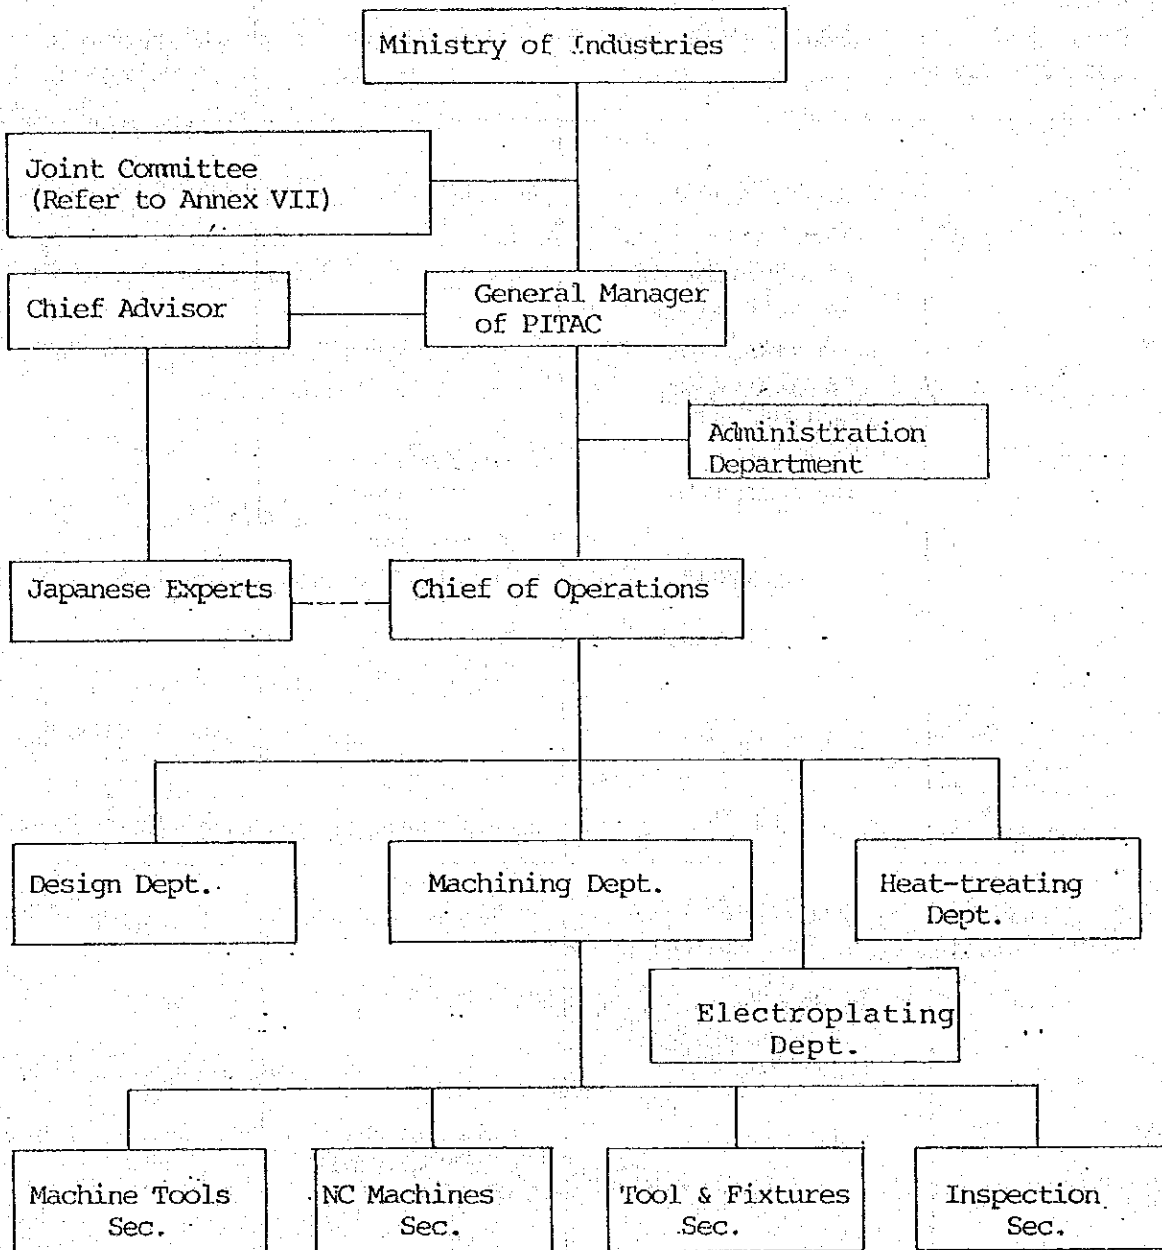 Ministry of Industries
Joint Committee
(Refer to Annex VII)
Chief Advisor
General Manager
of PITAC
Administration
Department
Japanese Experts
Chief of Operations
Design Dept.
Machining Dept.
Heat-treating
Dept.
Electroplating
Dept.
Machine Tools
Sec.
NC Machines
Sec.
Tool & Fixtures
Sec.
Inspection
Sec.